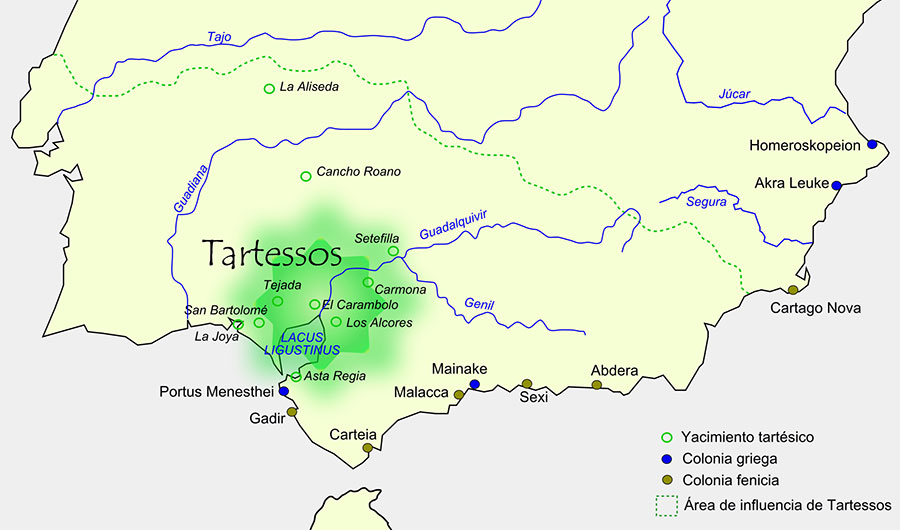 Tajo
La Aliseda
Júcar
Homeroskopeion
Cancho Roano
Akra Leuke
Guadiana
Segura
Guadalquivir
Setefilla
Tartessos
Tejada
Carmona
El Carambolo
Genil
San Bartolomé
Cartago Nova
Los Alcores
La Joya
LACUS
LIGUSTINUS
Asta Regia
Mainake
Abdera
Portus Menesthei
Malacca
Sexi
Gadir
Carteia
Yacimiento tartésico
Colonia griega
Colonia fenicia
Área de influencia de Tartessos